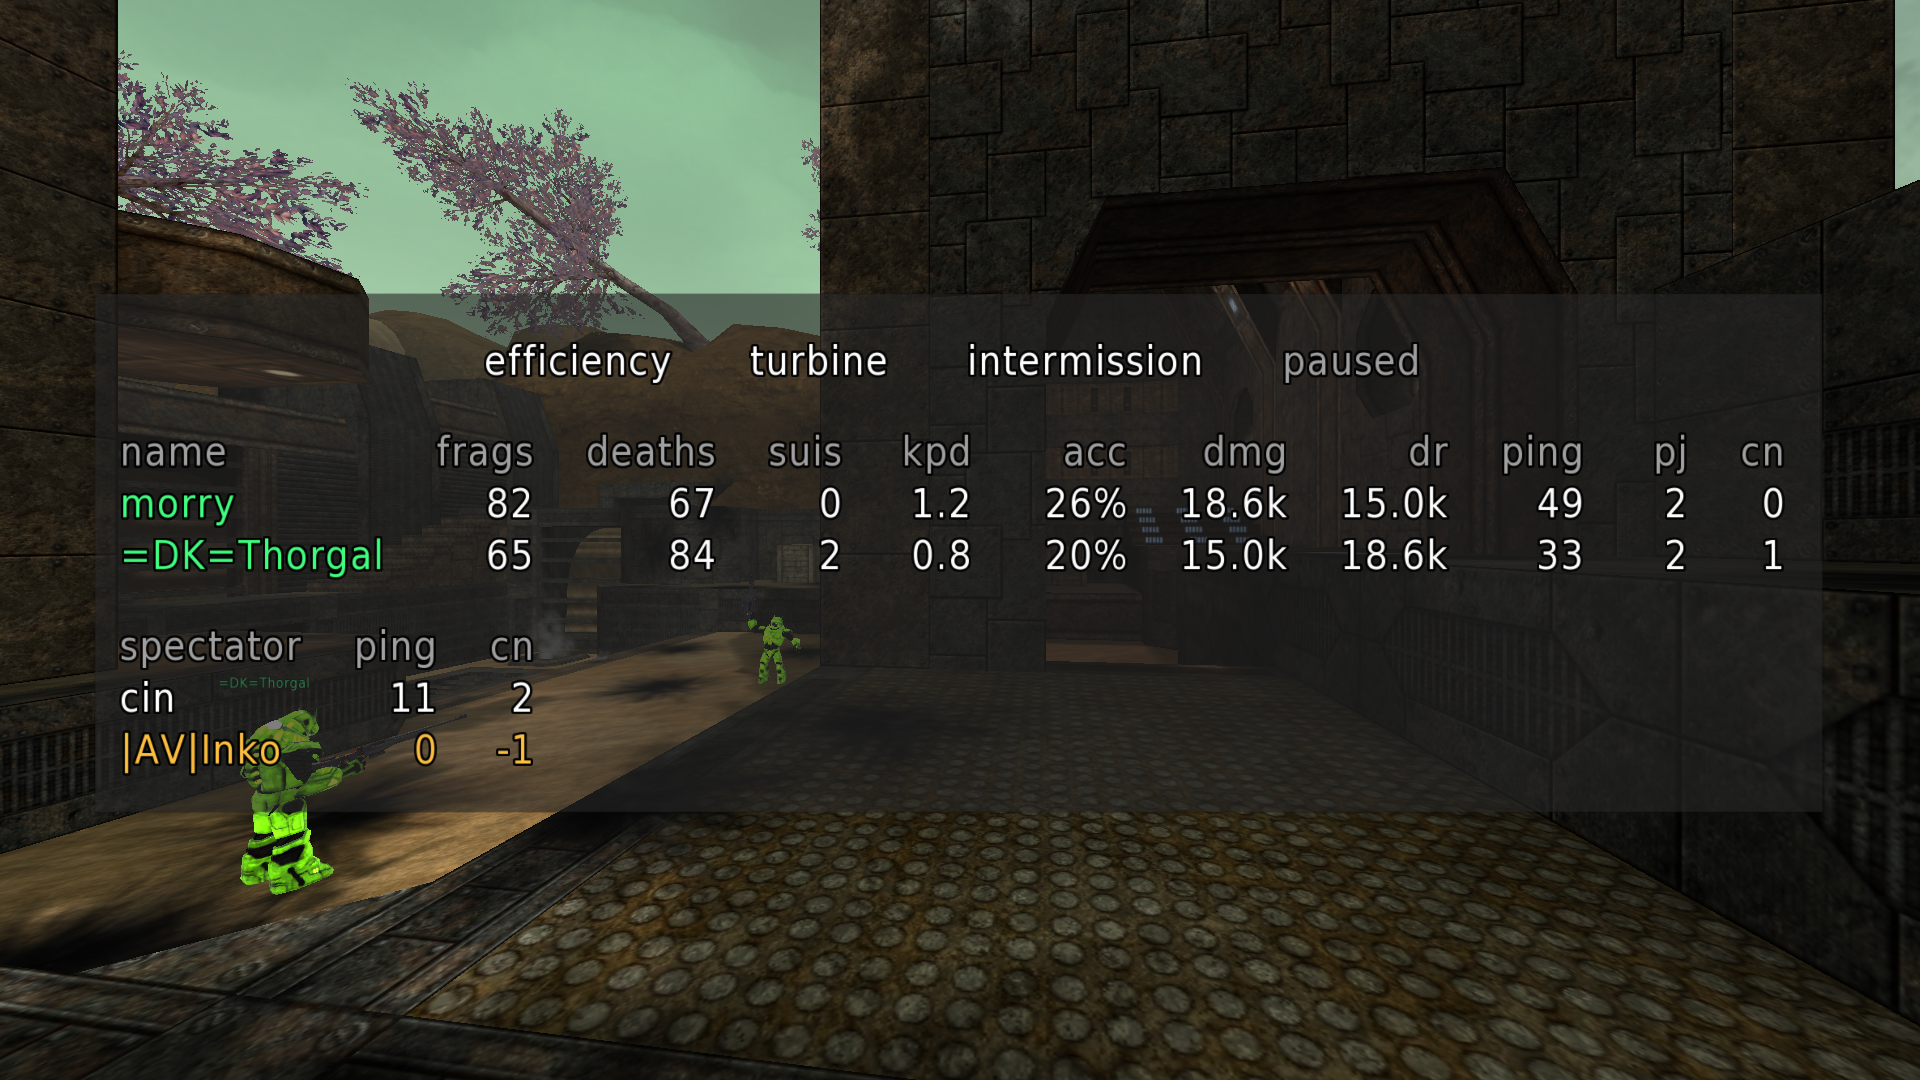 efficiency turbine intermission paused
name frags deaths suis kpd acc dmg dr ping pj cn
morry 82 67 0 1.2 26% 18.6k 15.0k 49 2 0
=DK=Thorgal 65 84 2 0.8 20% 15.0k 18.6k 33 2 1
spectator ping cn
=DK=Thorgal
cin 11 2
|AV|Inko 0 -1